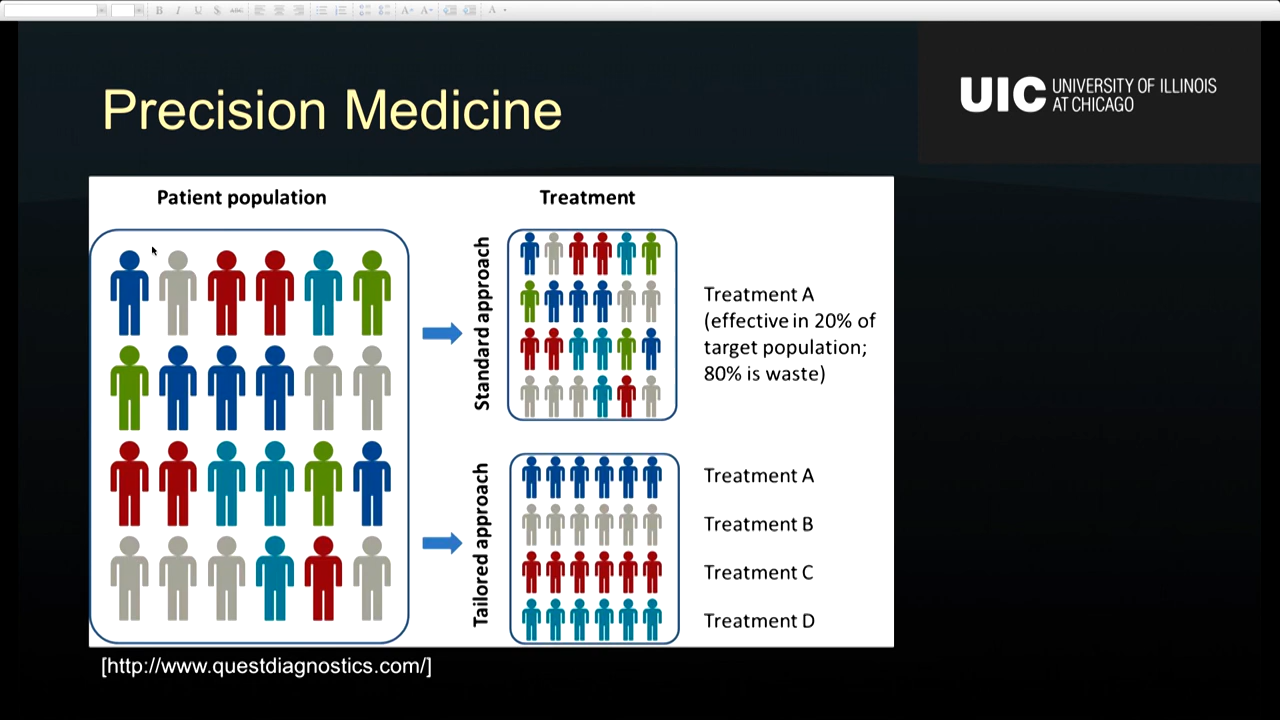 Precision Medicine
UIC UNIVERSITY OF ILLINOIS
AT CHICAGO
Patient population
Treatment
Standard approach
Treatment A
(effective in 20% of
target population;
80% is waste)
Tailored approach
Treatment A
Treatment B
Treatment C
Treatment D
[http://www.questdiagnostics.com/]